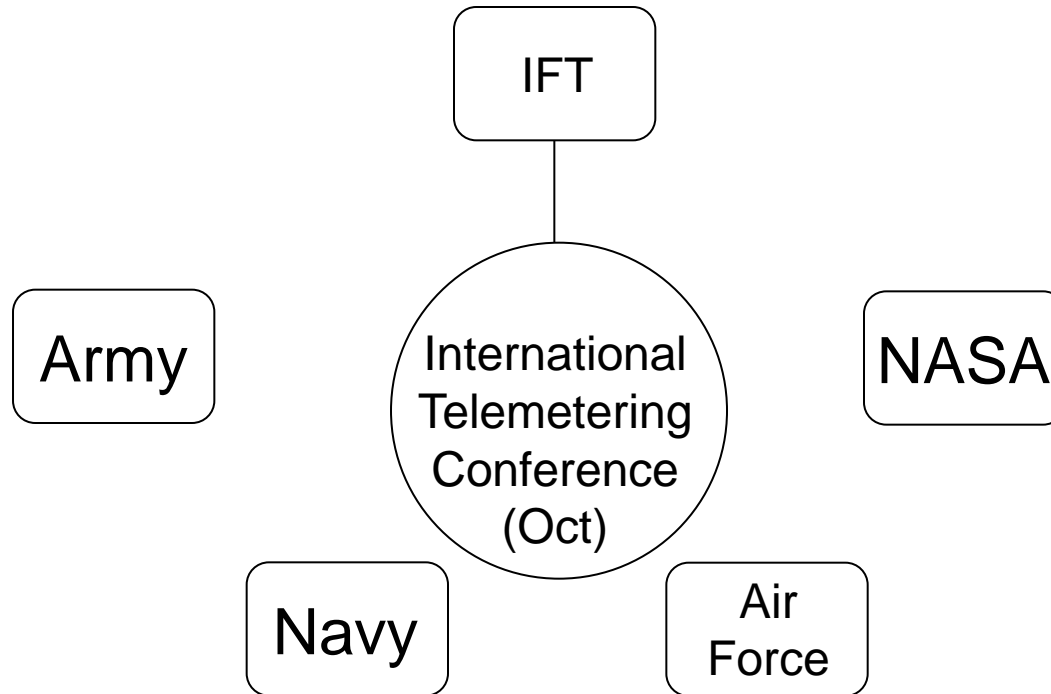 IFT
Army
International
Telemetering
Conference
(Oct)
NASA
Navy
Air
Force